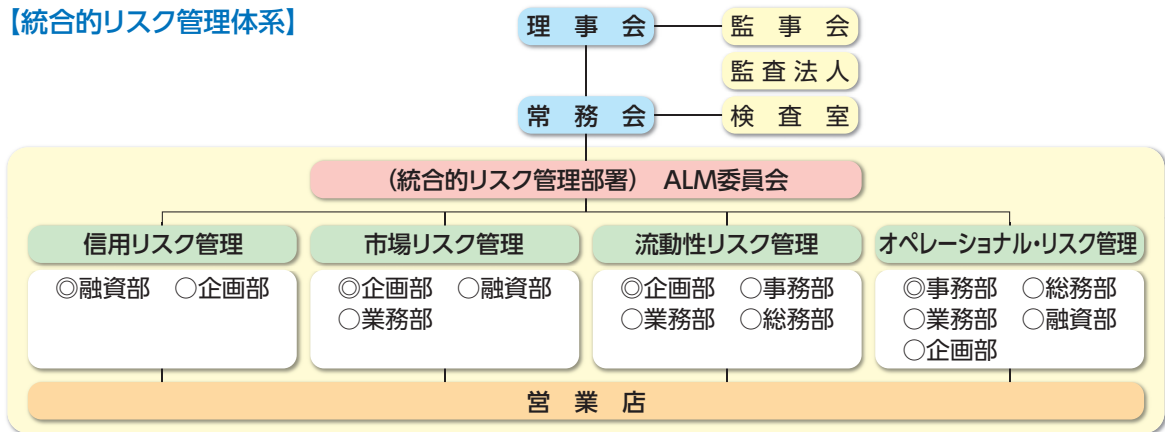 【統合的リスク管理体系】
理事会 監事会
監査法人
常務会 検査室
(統合的リスク管理部署) ALM委員会
信用リスク管理
◎融資部 ○企画部
市場リスク管理
◎企画部 ○融資部
○業務部
流動性リスク管理
◎企画部 ○事務部
○業務部 ○総務部
オペレーショナル・リスク管理
◎事務部 ○総務部
○業務部 ○融資部
○企画部
営業店